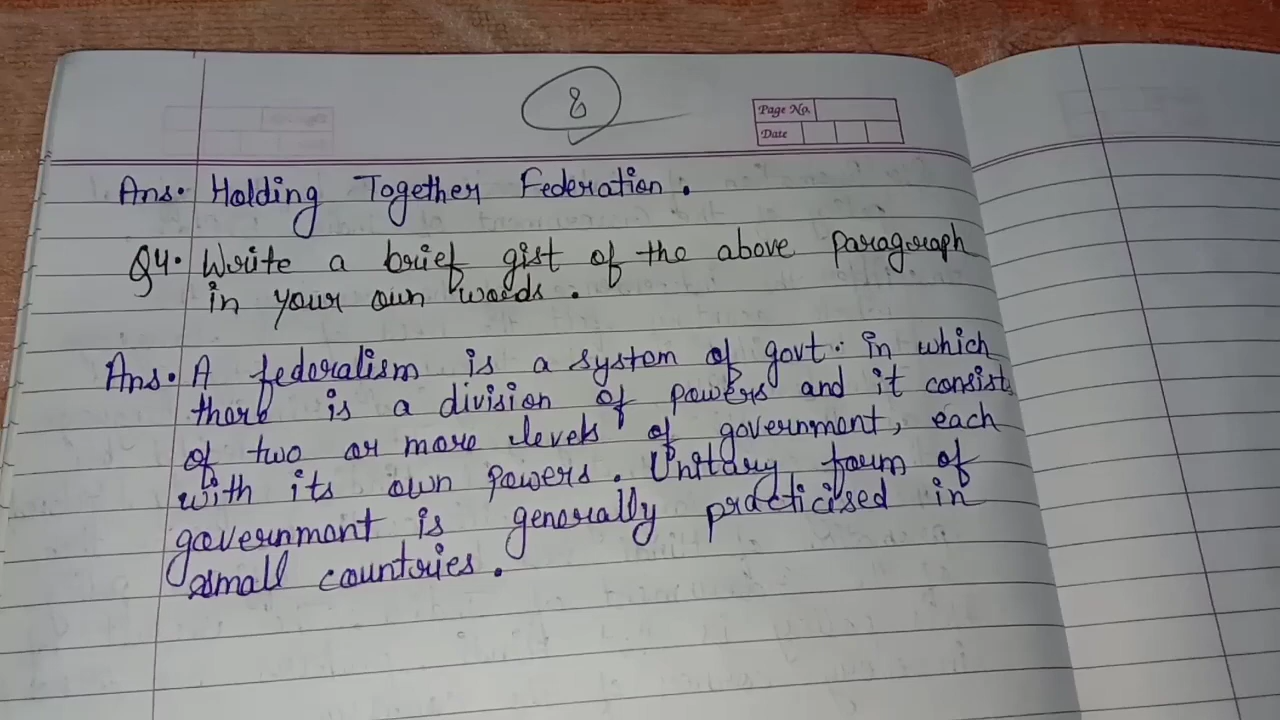 8
Page No.
Date
Ans. Holding Together Federation.
Q4. Write a brief gist of the above paragraph
in your own words.
Ans. A federalism is a system of govt. in which
there is a division of powers and it consists
of two or more levels of government, each
with its own powers. Unitary form of
government is generally practicised in
small countries.